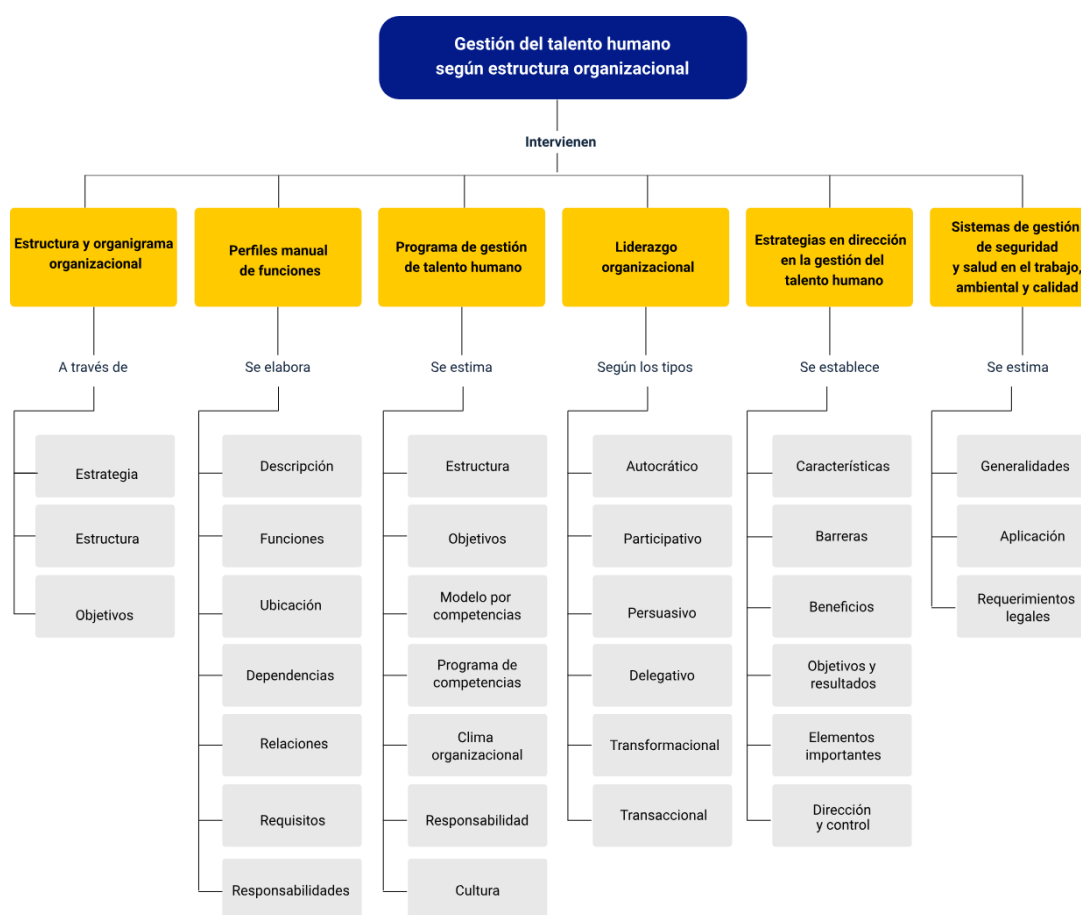 Gestión del talento humano
según estructura organizacional
Intervienen
Estructura y organigrama
organizacional
Perfiles manual
de funciones
Programa de gestión
de talento humano
Liderazgo
organizacional
Estrategias en dirección
en la gestión del
talento humano
Sistemas de gestión
de seguridad
y salud en el trabajo,
ambiental y calidad
A través de
Se elabora
Se estima
Según los tipos
Se establece
Se estima
Estrategia
Estructura
Objetivos
Descripción
Funciones
Ubicación
Dependencias
Relaciones
Requisitos
Responsabilidades
Estructura
Objetivos
Modelo por
competencias
Programa de
competencias
Clima
organizacional
Responsabilidad
Cultura
Autocrático
Participativo
Persuasivo
Delegativo
Transformacional
Transaccional
Características
Barreras
Beneficios
Objetivos y
resultados
Elementos
importantes
Dirección
y control
Generalidades
Aplicación
Requerimientos
legales